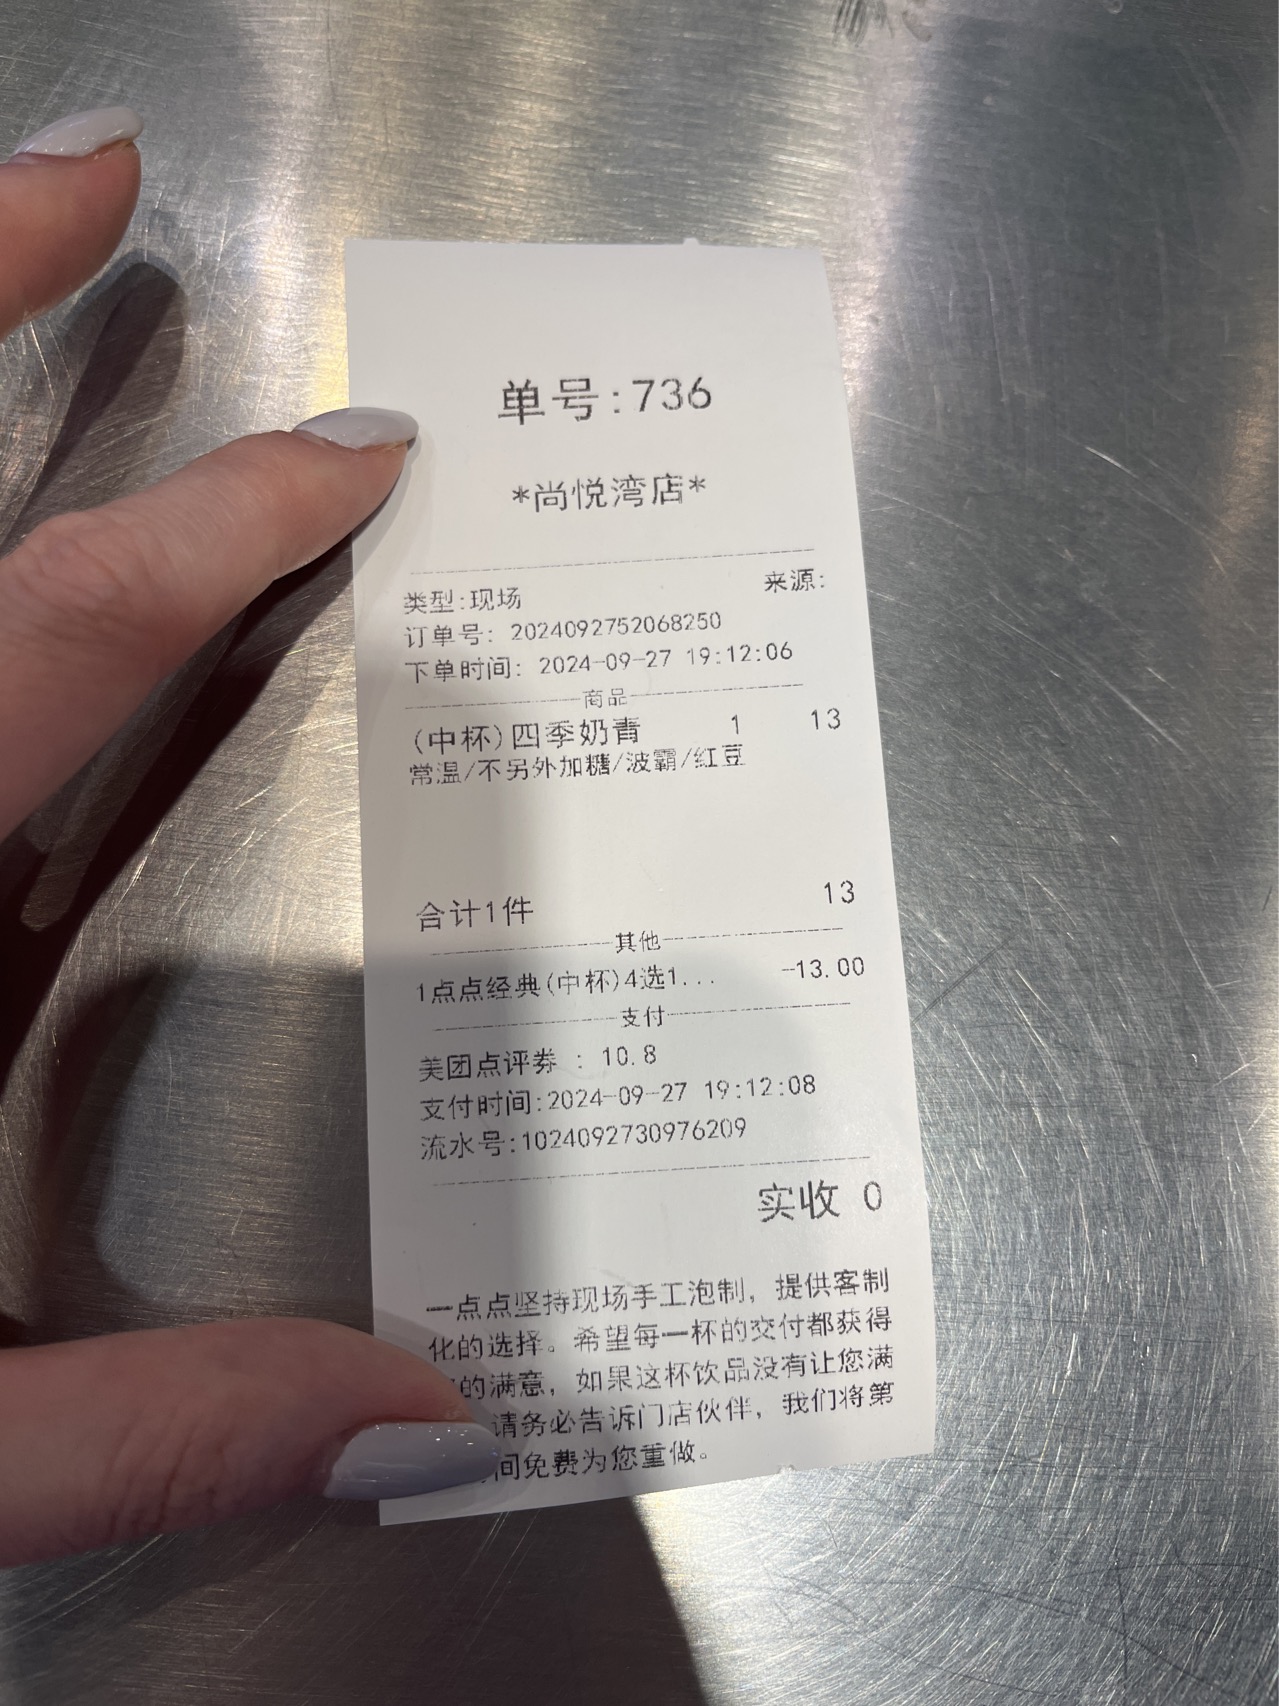 单号:736
*尚悦湾店*
类型:现场 来源:
订单号: 2024092752068250
下单时间: 2024-09-27 19:12:06
商品
(中杯)四季奶青 1 13
常温/不另外加糖/波霸/红豆
合计1件 13
其他
1点点经典(中杯)4选1... -13.00
支付
美团点评券 : 10.8
支付时间:2024-09-27 19:12:08
流水号:1024092730976209
实收 0
一点点坚持现场手工泡制，提供客制
化的选择。希望每一杯的交付都获得
的满意，如果这杯饮品没有让您满
请务必告诉门店伙伴，我们将第
间免费为您重做。